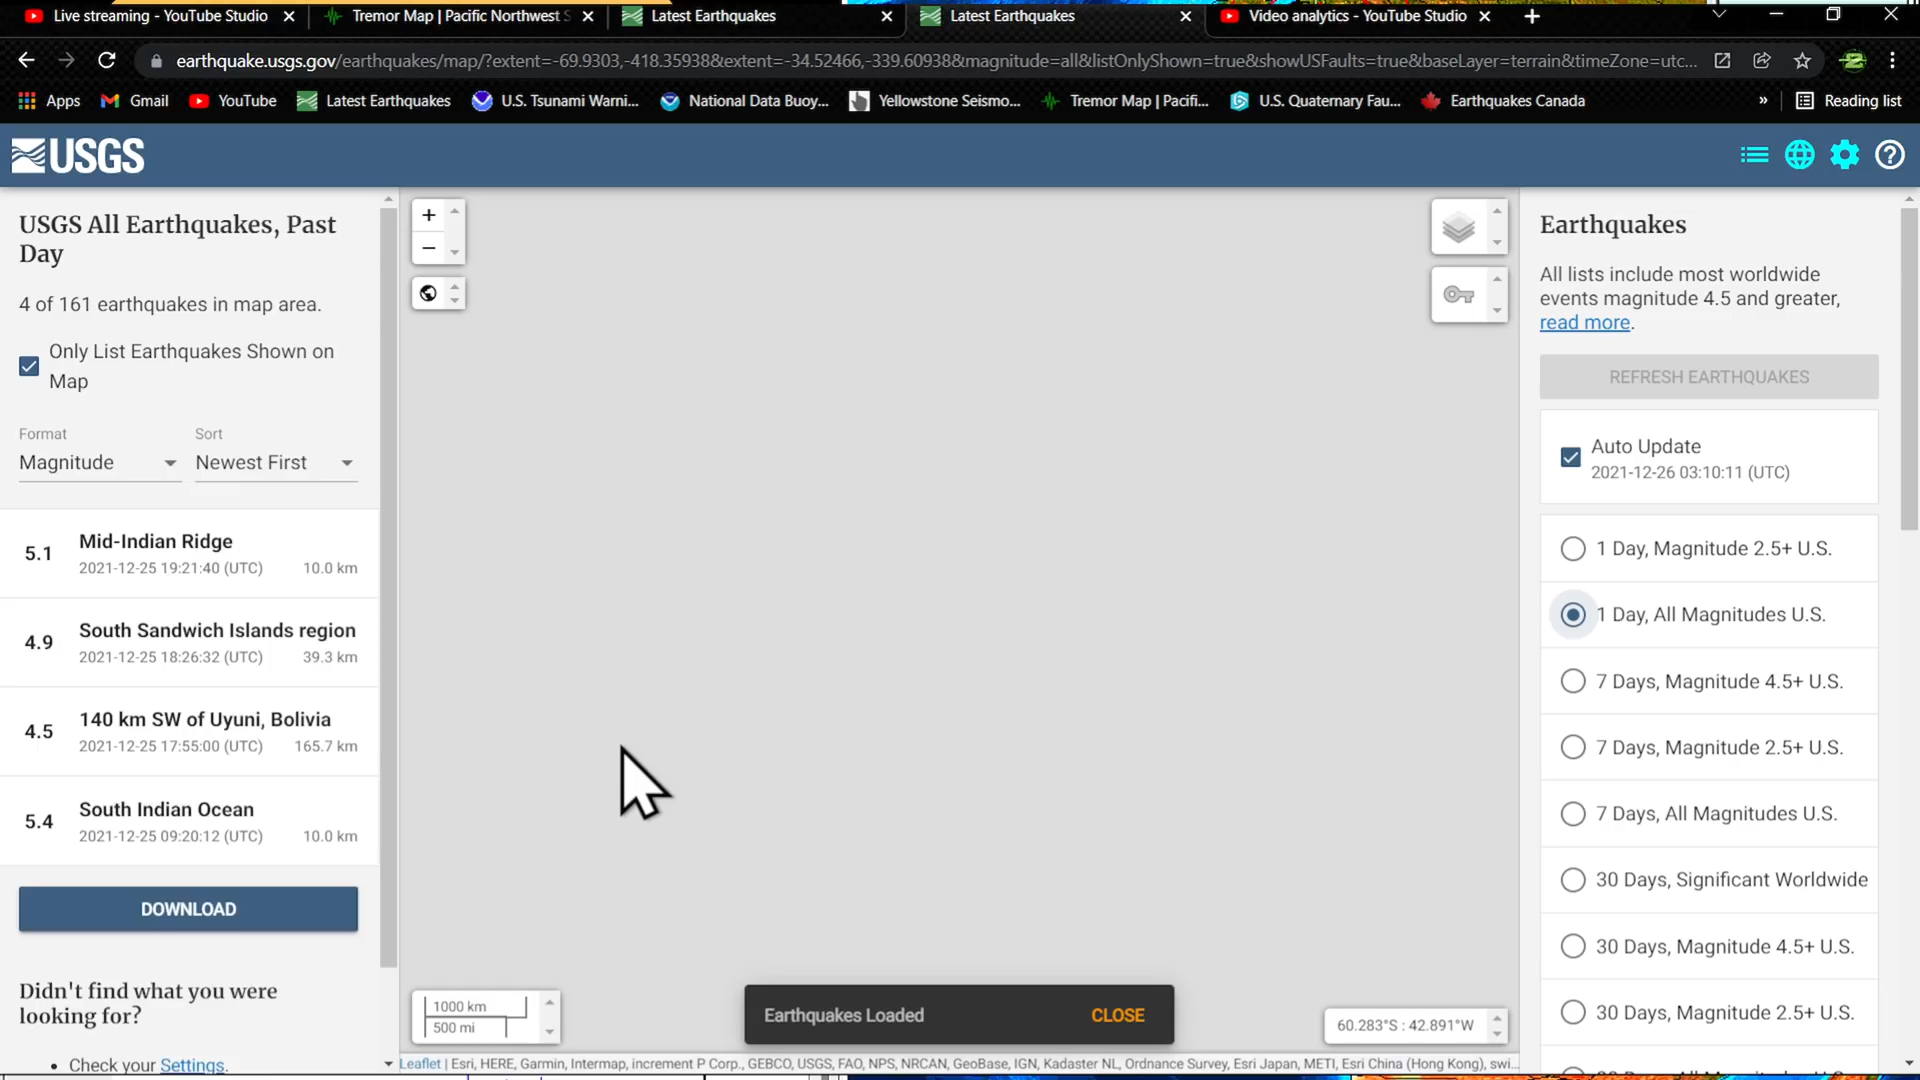 Live streaming - YouTube Studio
Tremor Map | Pacific Northwest S
Latest Earthquakes
Latest Earthquakes
Video analytics - YouTube Studio
earthquake.usgs.gov/earthquakes/map/?extent=-69.9303,-418.35938&extent=-34.52466,-339.60938&magnitude=all&listOnlyShown=true&showUSFaults=true&baseLayer=terrain&timeZone=utc...
Apps
Gmail
YouTube
Latest Earthquakes
U.S. Tsunami Warni...
National Data Buoy...
Yellowstone Seismo...
Tremor Map | Pacifi...
U.S. Quaternary Fau...
Earthquakes Canada
»
Reading list
USGS
USGS All Earthquakes, Past
Day
4 of 161 earthquakes in map area.
Only List Earthquakes Shown on
Map
Format
Sort
Magnitude
Newest First
5.1
Mid-Indian Ridge
2021-12-25 19:21:40 (UTC)
10.0 km
4.9
South Sandwich Islands region
2021-12-25 18:26:32 (UTC)
39.3 km
4.5
140 km SW of Uyuni, Bolivia
2021-12-25 17:55:00 (UTC)
165.7 km
5.4
South Indian Ocean
2021-12-25 09:20:12 (UTC)
10.0 km
DOWNLOAD
Didn't find what you were
looking for?
• Check your Settings.
+
−
1000 km
500 mi
Earthquakes Loaded
CLOSE
60.283°S : 42.891°W
Leaflet | Esri, HERE, Garmin, Intermap, increment P Corp., GEBCO, USGS, FAO, NPS, NRCAN, GeoBase, IGN, Kadaster NL, Ordnance Survey, Esri Japan, METI, Esri China (Hong Kong), swi...
Earthquakes
All lists include most worldwide
events magnitude 4.5 and greater,
read more.
REFRESH EARTHQUAKES
Auto Update
2021-12-26 03:10:11 (UTC)
1 Day, Magnitude 2.5+ U.S.
1 Day, All Magnitudes U.S.
7 Days, Magnitude 4.5+ U.S.
7 Days, Magnitude 2.5+ U.S.
7 Days, All Magnitudes U.S.
30 Days, Significant Worldwide
30 Days, Magnitude 4.5+ U.S.
30 Days, Magnitude 2.5+ U.S.